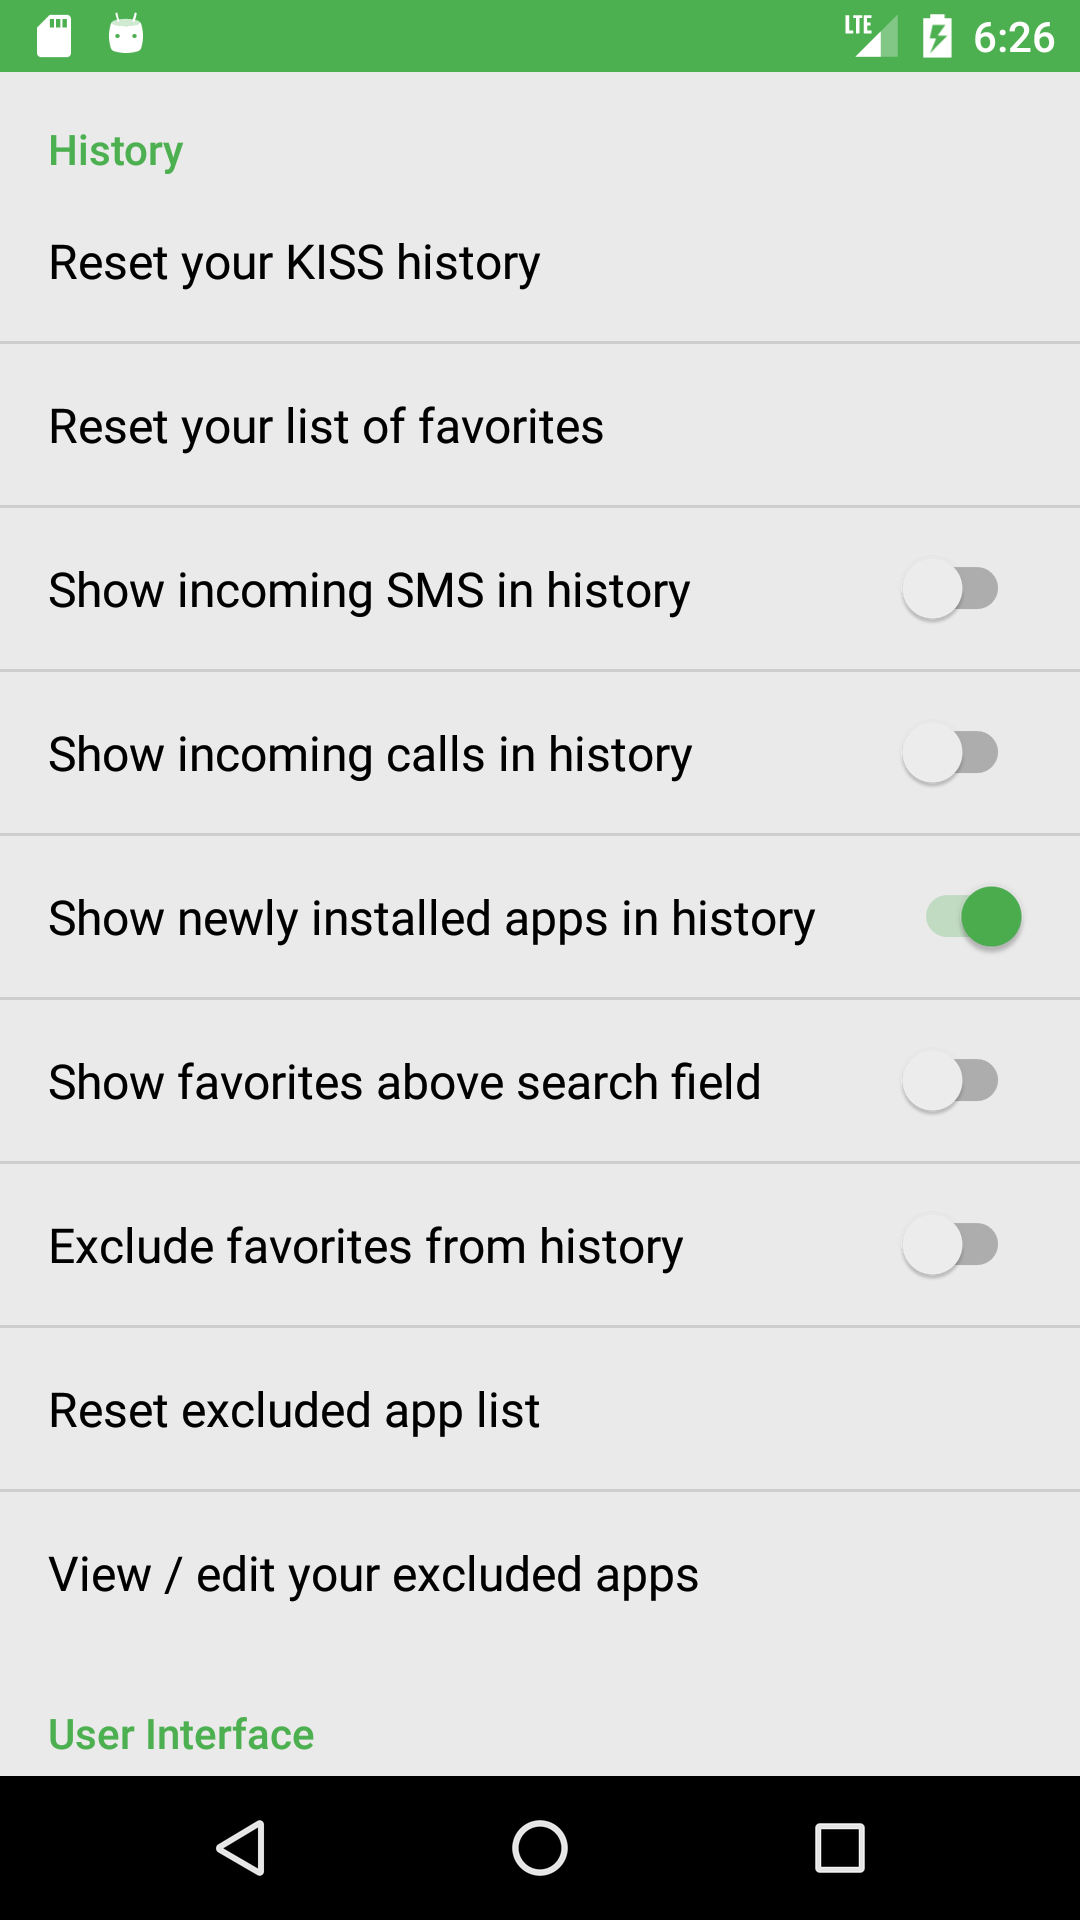 LTE 6:26
History
Reset your KISS history
Reset your list of favorites
Show incoming SMS in history
Show incoming calls in history
Show newly installed apps in history
Show favorites above search field
Exclude favorites from history
Reset excluded app list
View / edit your excluded apps
User Interface